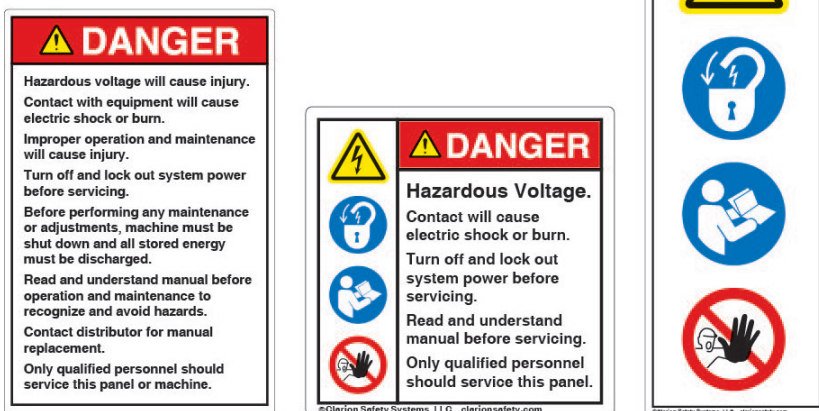 DANGER
Hazardous voltage will cause injury.
Contact with equipment will cause
electric shock or burn.
Improper operation and maintenance
will cause injury.
Turn off and lock out system power
before servicing.
Before performing any maintenance
or adjustments, machine must be
shut down and all stored energy
must be discharged.
Read and understand manual before
operation and maintenance to
recognize and avoid hazards.
Contact distributor for manual
replacement.
Only qualified personnel should
service this panel or machine.
DANGER
Hazardous Voltage.
Contact will cause
electric shock or burn.
Turn off and lock out
system power before
servicing.
Read and understand
manual before servicing.
Only qualified personnel
should service this panel.
©Clarion Safety Systems, LLC clarionsafety.com